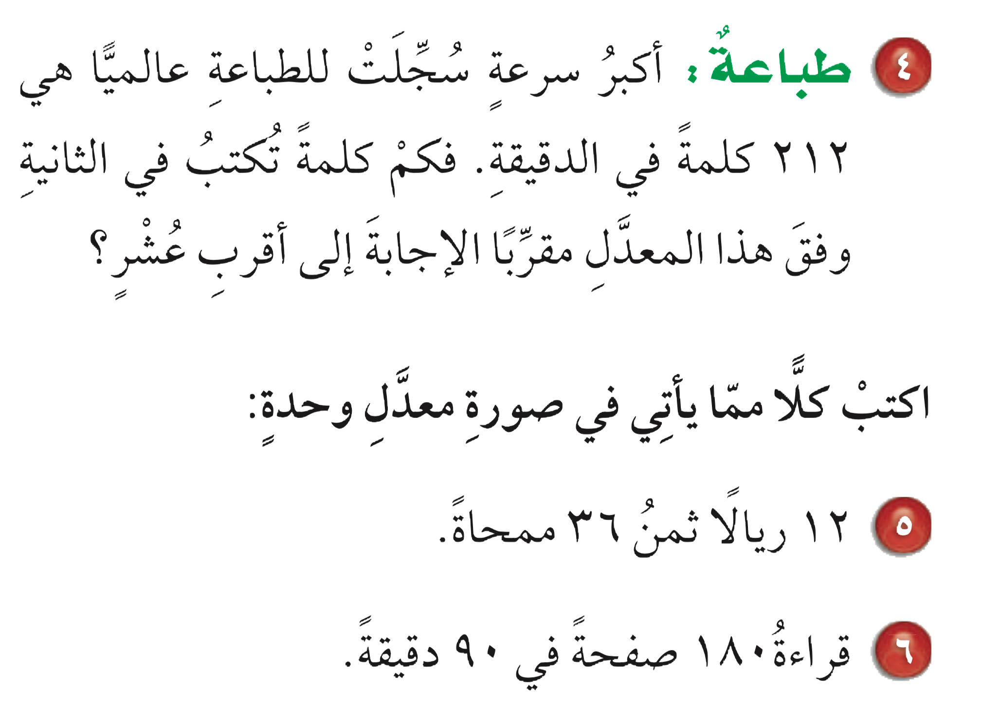 ٤ طباعةٌ: أكبرُ سرعةٍ سُجِّلَتْ للطباعةِ عالميًّا هي
٢١٢ كلمةً في الدقيقةِ. فكمْ كلمةً تُكتبُ في الثانيةِ
وفقَ هذا المعدَّلِ مقرِّبًا الإجابةَ إلى أقربِ عُشْرٍ؟
اكتبْ كلًّا ممّا يأتِي في صورةِ معدَّلِ وحدةٍ:
٥ ١٢ ريالًا ثمنُ ٣٦ ممحاةً.
٦ قراءةُ ١٨٠ صفحةً في ٩٠ دقيقةً.